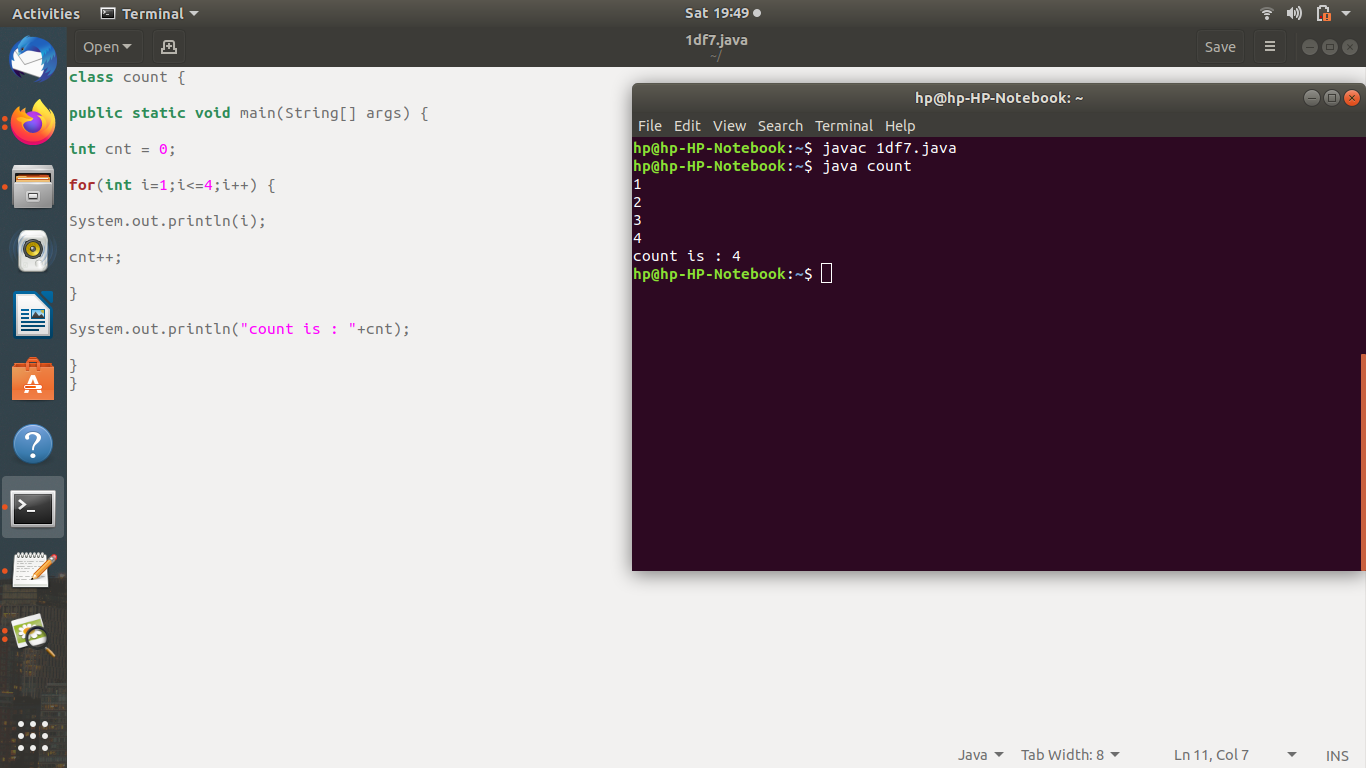 Activities Terminal Sat 19:49
Open 1df7.java Save
~/
class count {
public static void main(String[] args) {
int cnt = 0;
for(int i=1;i<=4;i++) {
System.out.println(i);
cnt++;
}
System.out.println("count is : "+cnt);
}
}
hp@hp-HP-Notebook: ~
File Edit View Search Terminal Help
hp@hp-HP-Notebook:~$ javac 1df7.java
hp@hp-HP-Notebook:~$ java count
1
2
3
4
count is : 4
hp@hp-HP-Notebook:~$
Java Tab Width: 8 Ln 11, Col 7 INS